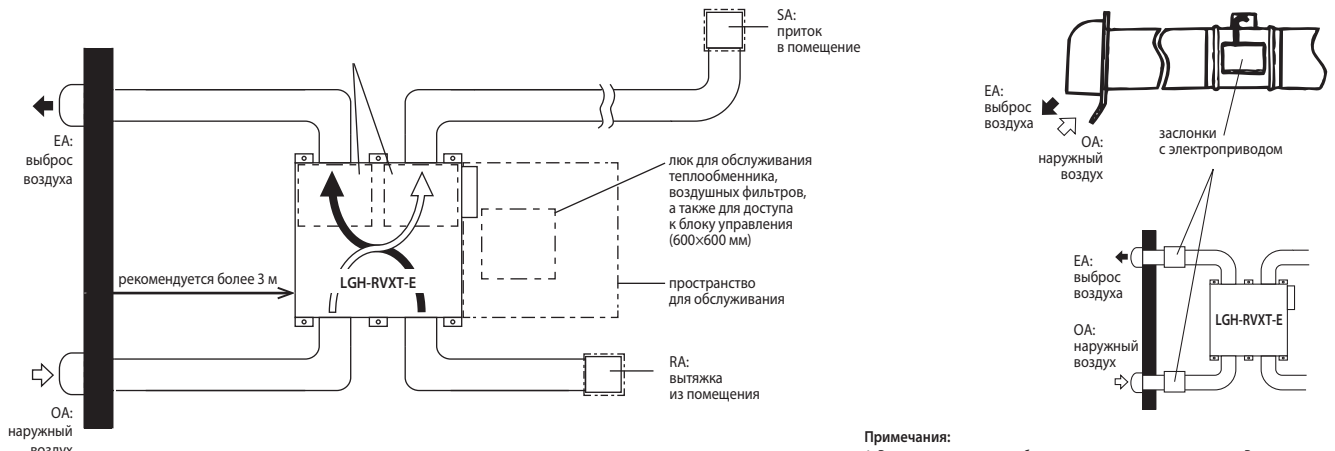 SA:
приток
в помещение
EA:
выброс
воздуха
люк для обслуживания
теплообменника,
воздушных фильтров,
а также для доступа
к блоку управления
(600×600 мм)
рекомендуется более 3 м
LGH-RVXT-E
пространство
для обслуживания
RA:
вытяжка
из помещения
OA:
наружный
воздух
EA:
выброс
воздуха
OA:
наружный
воздух
заслонки
с электроприводом
EA:
выброс
воздуха
LGH-RVXT-E
OA:
наружный
воздух
Примечания: